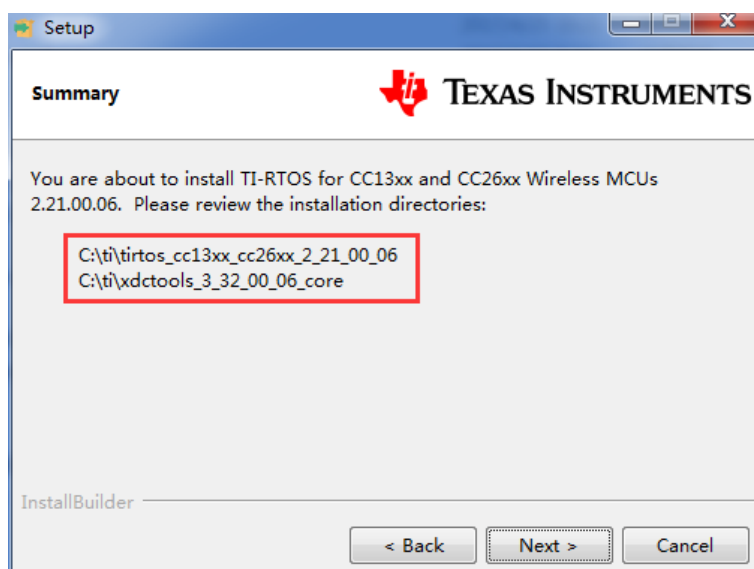 Setup
Summary
TEXAS INSTRUMENTS
You are about to install TI-RTOS for CC13xx and CC26xx Wireless MCUs
2.21.00.06.  Please review the installation directories:
C:\ti\tirtos_cc13xx_cc26xx_2_21_00_06
C:\ti\xdctools_3_32_00_06_core
InstallBuilder
< Back
Next >
Cancel